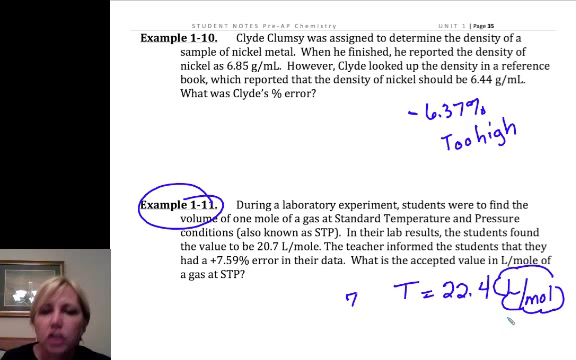 STUDENT NOTES Pre-AP Chemistry UNIT 1 | Page 35
Example 1-10. Clyde Clumsy was assigned to determine the density of a
sample of nickel metal. When he finished, he reported the density of
nickel as 6.85 g/mL. However, Clyde looked up the density in a reference
book, which reported that the density of nickel should be 6.44 g/mL.
What was Clyde's % error?
- 6.37%
Too high
Example 1-11. During a laboratory experiment, students were to find the
volume of one mole of a gas at Standard Temperature and Pressure
conditions (also known as STP). In their lab results, the students found
the value to be 20.7 L/mole. The teacher informed the students that they
had a +7.59% error in their data. What is the accepted value in L/mole of
a gas at STP?
7 T = 22.4 L/mol